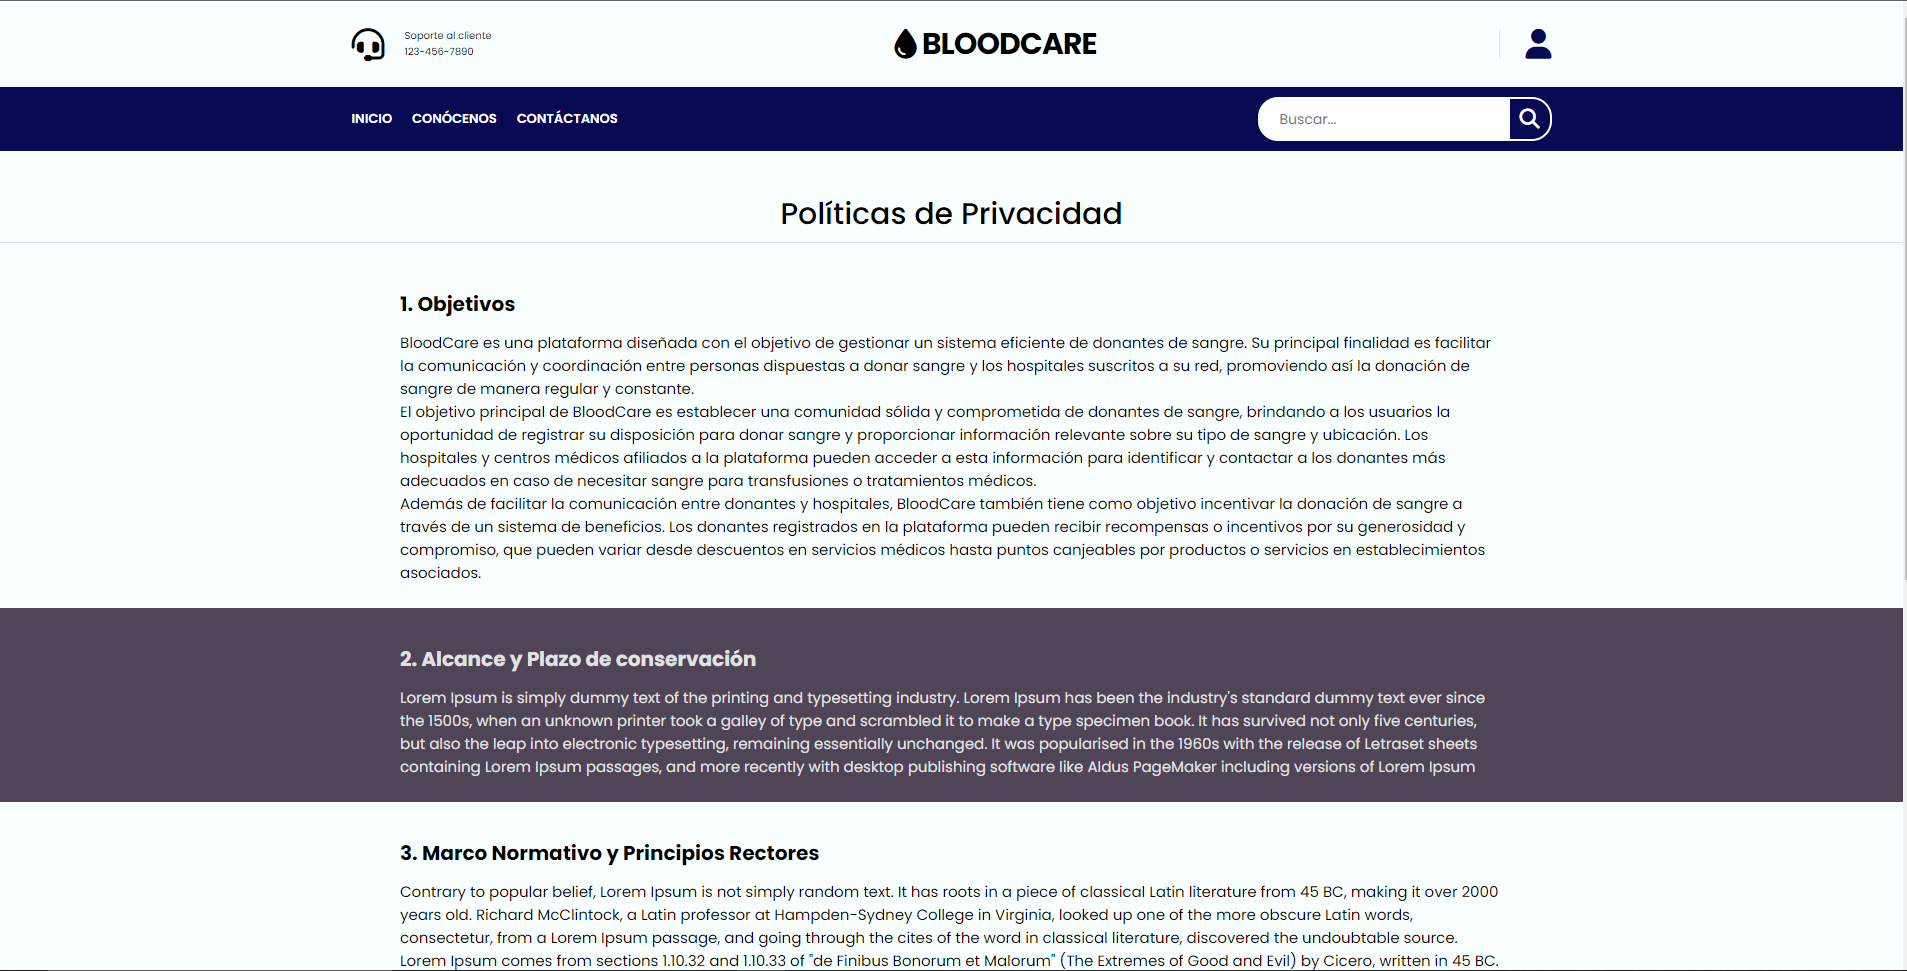 Soporte al cliente
123-456-7890
BLOODCARE
INICIO CONÓCENOS CONTÁCTANOS
Buscar...
Políticas de Privacidad
1. Objetivos
BloodCare es una plataforma diseñada con el objetivo de gestionar un sistema eficiente de donantes de sangre. Su principal finalidad es facilitar
la comunicación y coordinación entre personas dispuestas a donar sangre y los hospitales suscritos a su red, promoviendo así la donación de
sangre de manera regular y constante.
El objetivo principal de BloodCare es establecer una comunidad sólida y comprometida de donantes de sangre, brindando a los usuarios la
oportunidad de registrar su disposición para donar sangre y proporcionar información relevante sobre su tipo de sangre y ubicación. Los
hospitales y centros médicos afiliados a la plataforma pueden acceder a esta información para identificar y contactar a los donantes más
adecuados en caso de necesitar sangre para transfusiones o tratamientos médicos.
Además de facilitar la comunicación entre donantes y hospitales, BloodCare también tiene como objetivo incentivar la donación de sangre a
través de un sistema de beneficios. Los donantes registrados en la plataforma pueden recibir recompensas o incentivos por su generosidad y
compromiso, que pueden variar desde descuentos en servicios médicos hasta puntos canjeables por productos o servicios en establecimientos
asociados.
2. Alcance y Plazo de conservación
Lorem Ipsum is simply dummy text of the printing and typesetting industry. Lorem Ipsum has been the industry's standard dummy text ever since
the 1500s, when an unknown printer took a galley of type and scrambled it to make a type specimen book. It has survived not only five centuries,
but also the leap into electronic typesetting, remaining essentially unchanged. It was popularised in the 1960s with the release of Letraset sheets
containing Lorem Ipsum passages, and more recently with desktop publishing software like Aldus PageMaker including versions of Lorem Ipsum
3. Marco Normativo y Principios Rectores
Contrary to popular belief, Lorem Ipsum is not simply random text. It has roots in a piece of classical Latin literature from 45 BC, making it over 2000
years old. Richard McClintock, a Latin professor at Hampden-Sydney College in Virginia, looked up one of the more obscure Latin words,
consectetur, from a Lorem Ipsum passage, and going through the cites of the word in classical literature, discovered the undoubtable source.
Lorem Ipsum comes from sections 1.10.32 and 1.10.33 of "de Finibus Bonorum et Malorum" (The Extremes of Good and Evil) by Cicero, written in 45 BC.